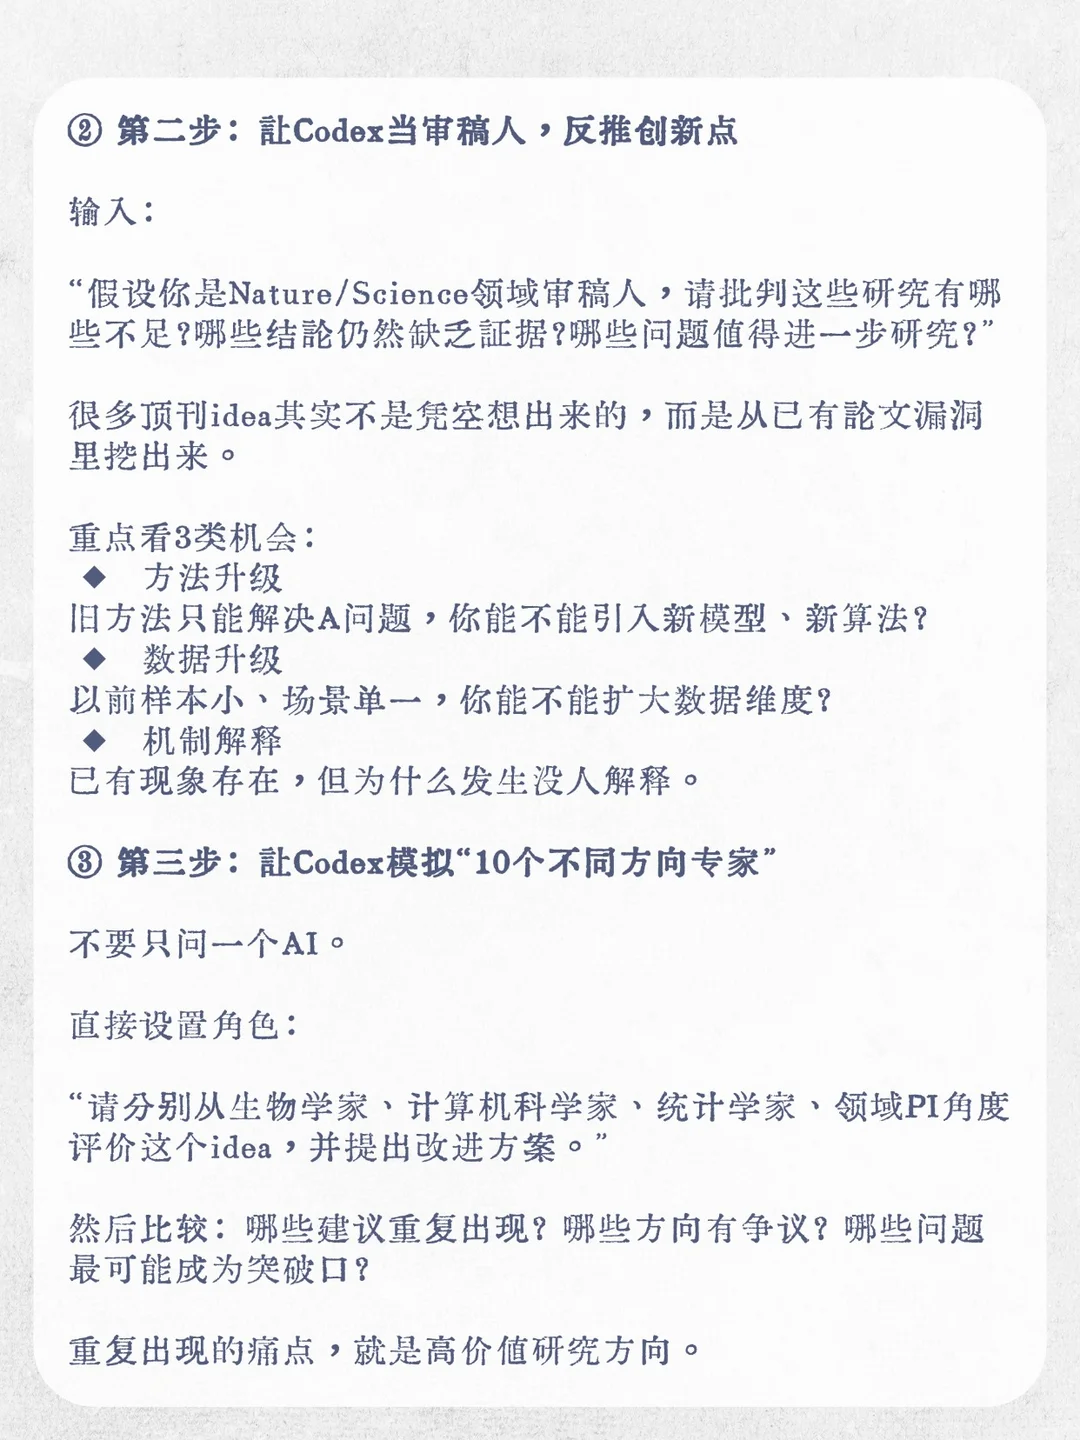 ② 第二步：訨Codex当审稿人，反推创新点
输入：
“假设你是Nature/Science领域审稿人，请批判这些研究有哪
些不足？哪些结論仍然缺乏証据？哪些问题值得进一步研究？”
很多顶刊idea其实不是凭空想出来的，而是从已有論文漏洞
里挖出来。
重点看3类机会：
◆ 方法升级
旧方法只能解决A问题，你能不能引入新模型、新算法？
◆ 数据升级
以前样本小、场景单一，你能不能扩大数据维度？
◆ 机制解释
已有现象存在，但为什么发生没人解释。
③ 第三步：訨Codex模拟“10个不同方向专家”
不要只问一个AI。
直接设置角色：
“请分别从生物学家、计算机科学家、统计学家、领域PI角度
评价这个idea，并提出改进方案。”
然后比较：哪些建议重复出现？哪些方向有争议？哪些问题
最可能成为突破口？
重复出现的痛点，就是高价值研究方向。